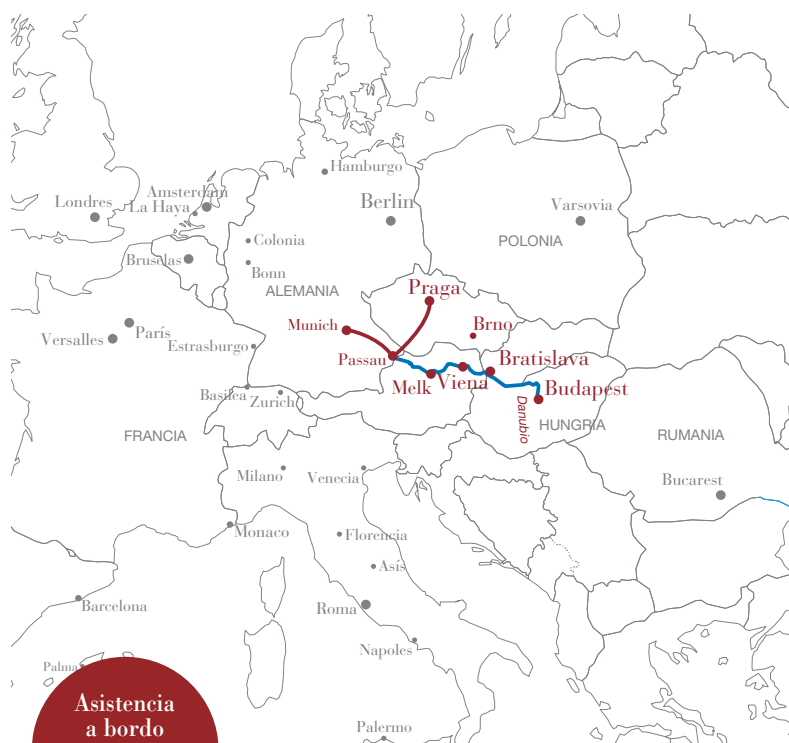 Hamburgo
Amsterdam
Londres
La Haya
Berlin
Varsovia
Colonia
POLONIA
Bruselas
Bonn
ALEMANIA
Praga
Munich
Brno
París
Versalles
Estrasburgo
Passau
Bratislava
Melk
Viena
Budapest
Basilea
Zurich
Danubio
HUNGRIA
FRANCIA
RUMANIA
Milano
Venecia
Bucarest
Monaco
Florencia
Asís
Barcelona
Roma
Napoles
Palma
Asistencia
a bordo
Palermo